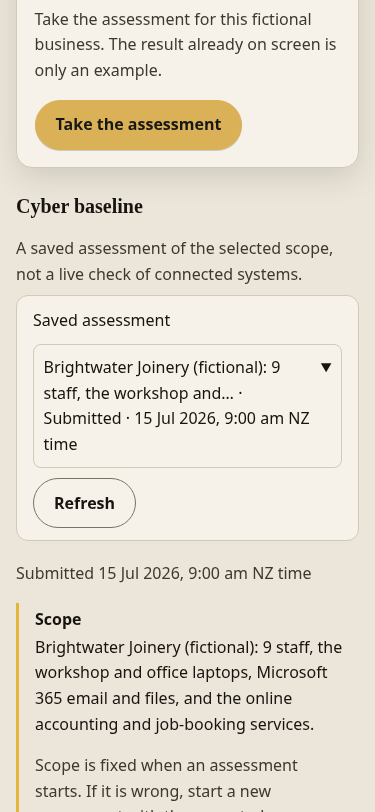 Take the assessment for this fictional
business. The result already on screen is
only an example.
Take the assessment
Cyber baseline
A saved assessment of the selected scope,
not a live check of connected systems.
Saved assessment
Brightwater Joinery (fictional): 9
staff, the workshop and... ·
Submitted · 15 Jul 2026, 9:00 am NZ
time
Refresh
Submitted 15 Jul 2026, 9:00 am NZ time
Scope
Brightwater Joinery (fictional): 9 staff, the
workshop and office laptops, Microsoft
365 email and files, and the online
accounting and job-booking services.
Scope is fixed when an assessment
starts. If it is wrong, start a new